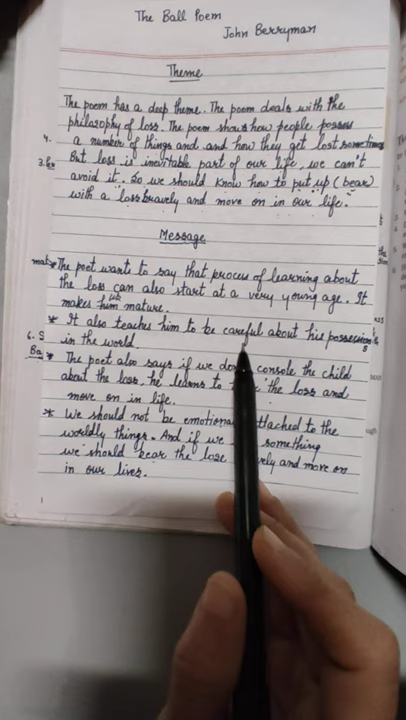 The Ball Poem
John Berryman
Theme
The poem has a deep theme. The poem deals with the
philosophy of loss. The poem shows how people possess
a number of things and and how they get lost sometimes
But loss is inevitable part of our life, we can't
avoid it. So we should know how to put up (bear)
with a loss bravely and move on in our life.
Message
* The poet want to say that process of learning about
the loss can also start at a very young age. It
makes him mature.
* It also teaches him to be careful about his possessions
in the world.
* The poet also says if we console the child
about the loss, he learns to the loss and
move on in life.
* We should not be attached to the
worldly things. And if we something
we should bear the lose and move on
in our lives.